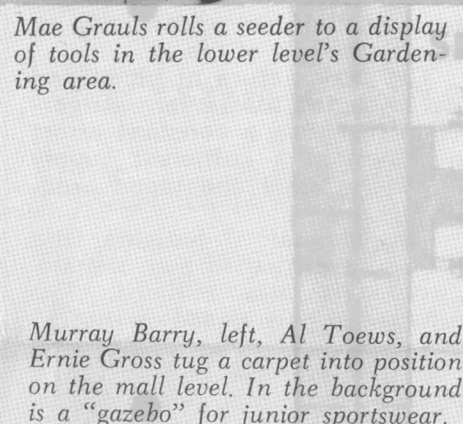 Mae Grauls rolls a seeder to a display
of tools in the lower level's Garden-
ing area.
Murray Barry, left, Al Toews, and
Ernie Gross tug a carpet into position
on the mall level. In the background
is a "gazebo" for junior sportswear.